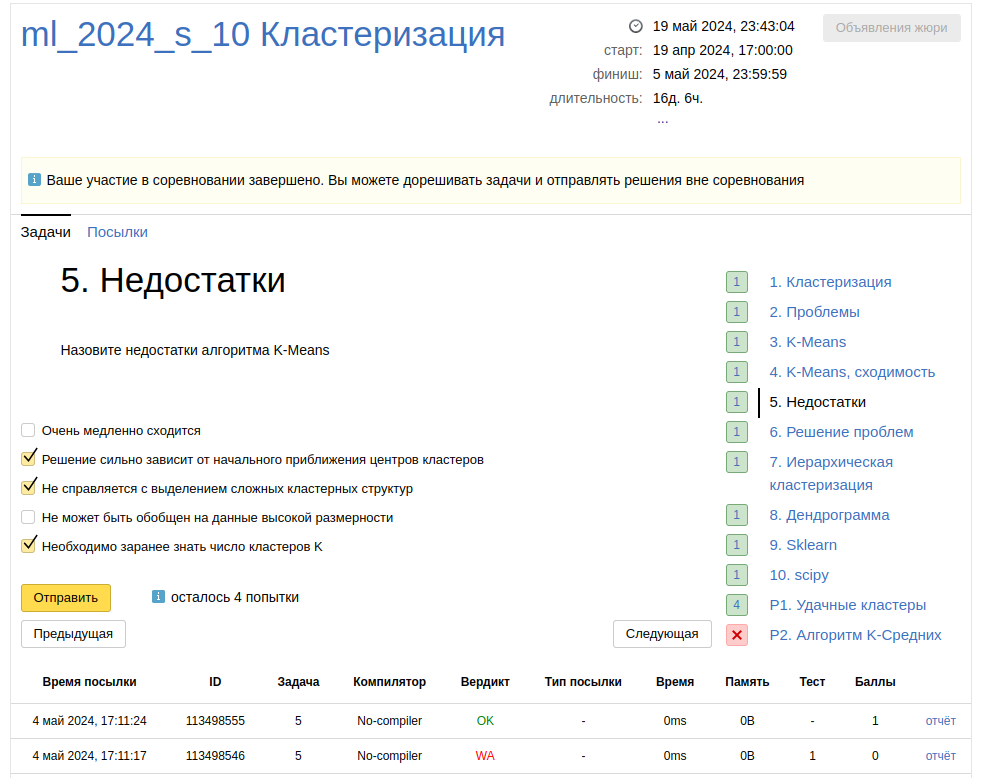 ml_2024_s_10 Кластеризация
19 май 2024, 23:43:04
старт: 19 апр 2024, 17:00:00
финиш: 5 май 2024, 23:59:59
длительность: 16д. 6ч.
...
Объявления жюри
Ваше участие в соревновании завершено. Вы можете дорешивать задачи и отправлять решения вне соревнования
Задачи Посылки
5. Недостатки
Назовите недостатки алгоритма K-Means
Очень медленно сходится
Решение сильно зависит от начального приближения центров кластеров
Не справляется с выделением сложных кластерных структур
Не может быть обобщен на данные высокой размерности
Необходимо заранее знать число кластеров K
Отправить осталось 4 попытки
Предыдущая Следующая
1 1. Кластеризация
1 2. Проблемы
1 3. K-Means
1 4. K-Means, сходимость
1 5. Недостатки
1 6. Решение проблем
1 7. Иерархическая
кластеризация
1 8. Дендрограмма
1 9. Sklearn
1 10. scipy
4 P1. Удачные кластеры
P2. Алгоритм K-Средних
Время посылки ID Задача Компилятор Вердикт Тип посылки Время Память Тест Баллы
4 май 2024, 17:11:24 113498555 5 No-compiler OK - 0ms 0B - 1 отчёт
4 май 2024, 17:11:17 113498546 5 No-compiler WA - 0ms 0B 1 0 отчёт